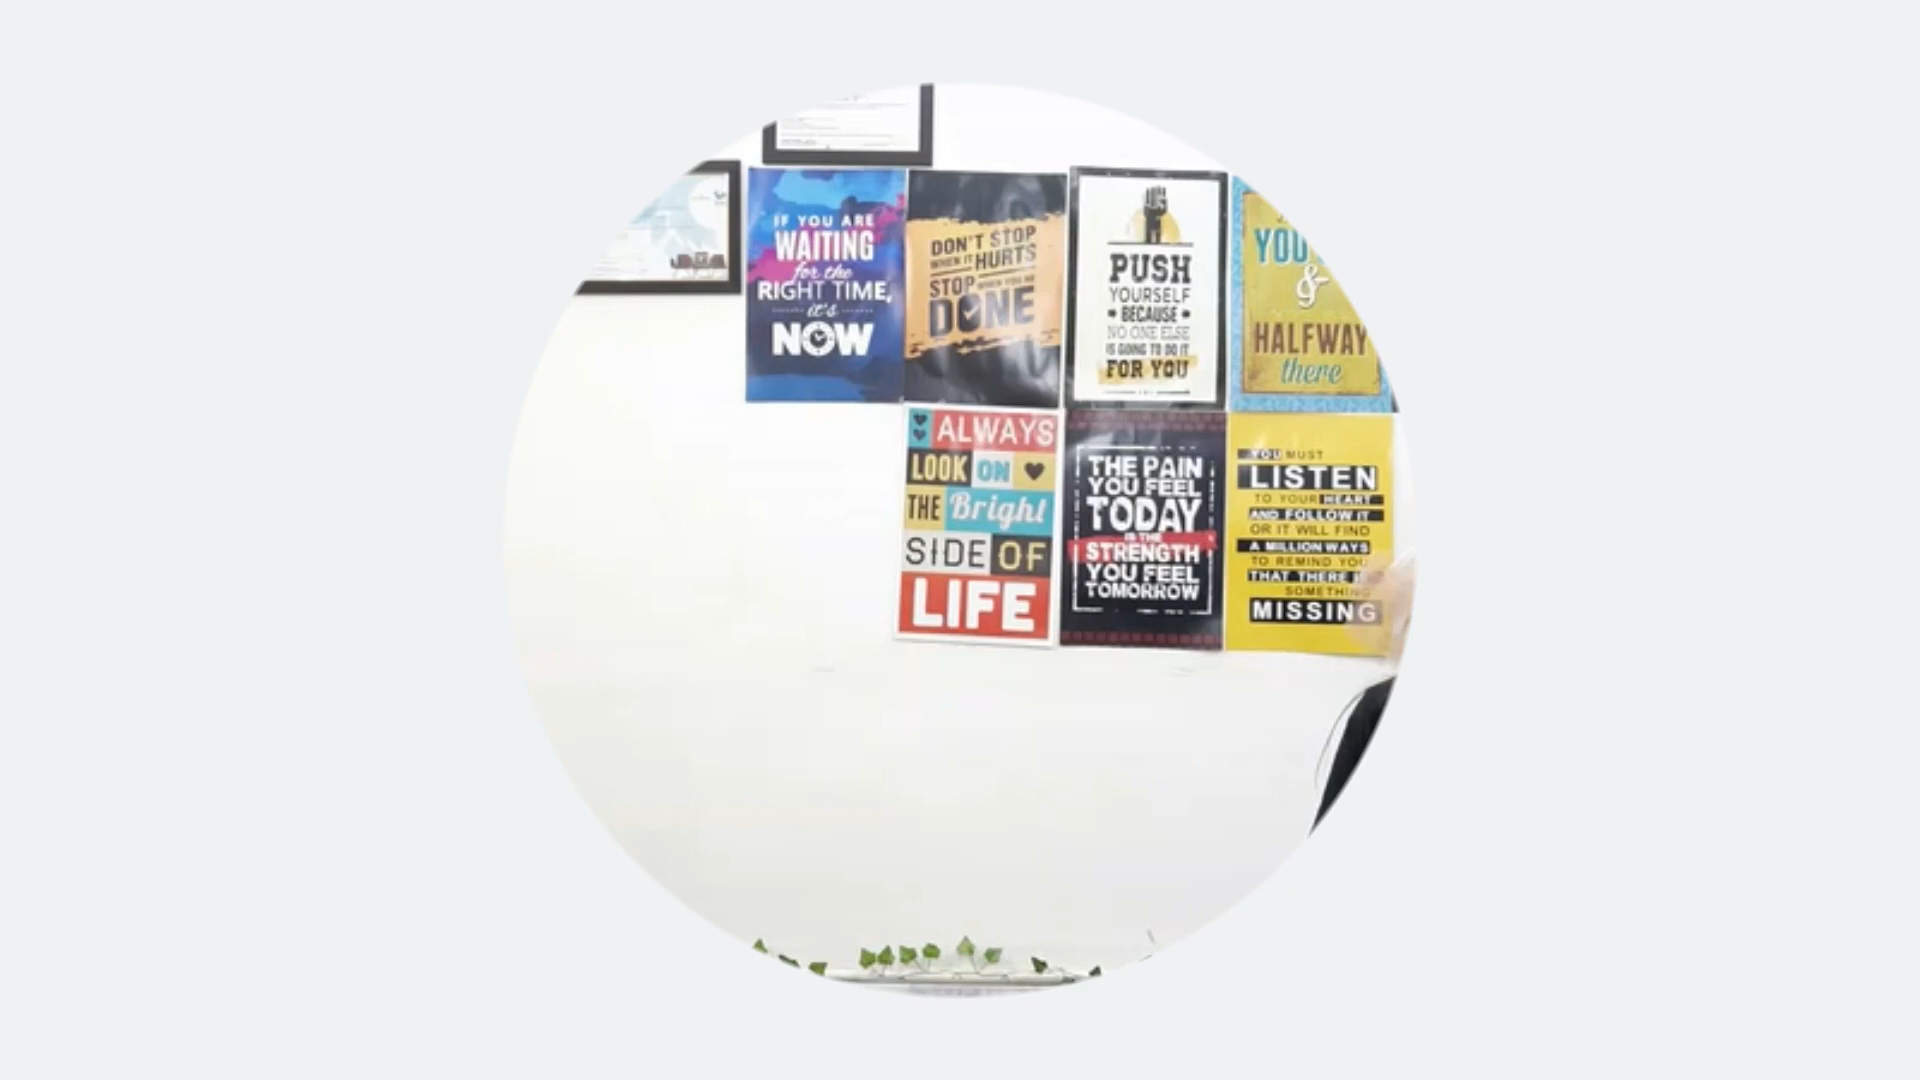 IF YOU ARE
WAITING
for the
RIGHT TIME,
it's
NOW
DON'T STOP
WHEN IT HURTS
STOP WHEN YOU ARE
DONE
PUSH
YOURSELF
BECAUSE
NO ONE ELSE
IS GOING TO DO IT
FOR YOU
&
HALFWAY
there
ALWAYS
LOOK ON
THE Bright
SIDE OF
LIFE
THE PAIN
YOU FEEL
TODAY
IS THE
STRENGTH
YOU FEEL
TOMORROW
YOU MUST
LISTEN
TO YOUR HEART
AND FOLLOW IT
OR IT WILL FIND
A MILLION WAYS
TO REMIND YOU
THAT THERE
SOMETHING
MISSING